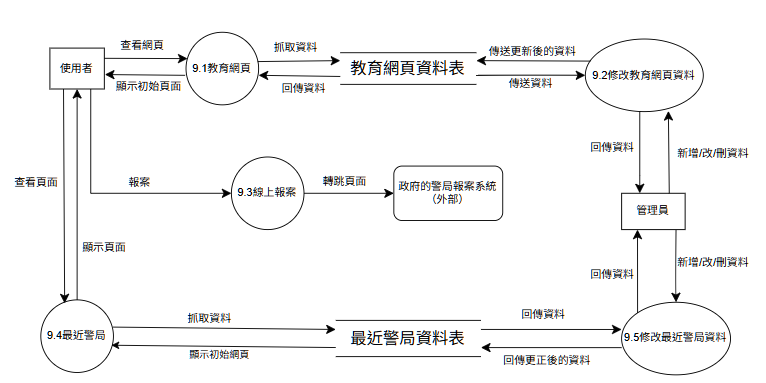 查看網頁
抓取資料
傳送更新後的資料
使用者
9.1教育網頁
教育網頁資料表
9.2修改教育網頁資料
顯示初始頁面
回傳資料
傳送資料
回傳資料
新增/改/刪資料
查看頁面
報案
9.3線上報案
轉跳頁面
政府的警局報案系統
（外部）
管理員
顯示頁面
回傳資料
新增/改/刪資料
抓取資料
回傳資料
9.4最近警局
最近警局資料表
9.5修改最近警局資料
顯示初始網頁
回傳更正後的資料